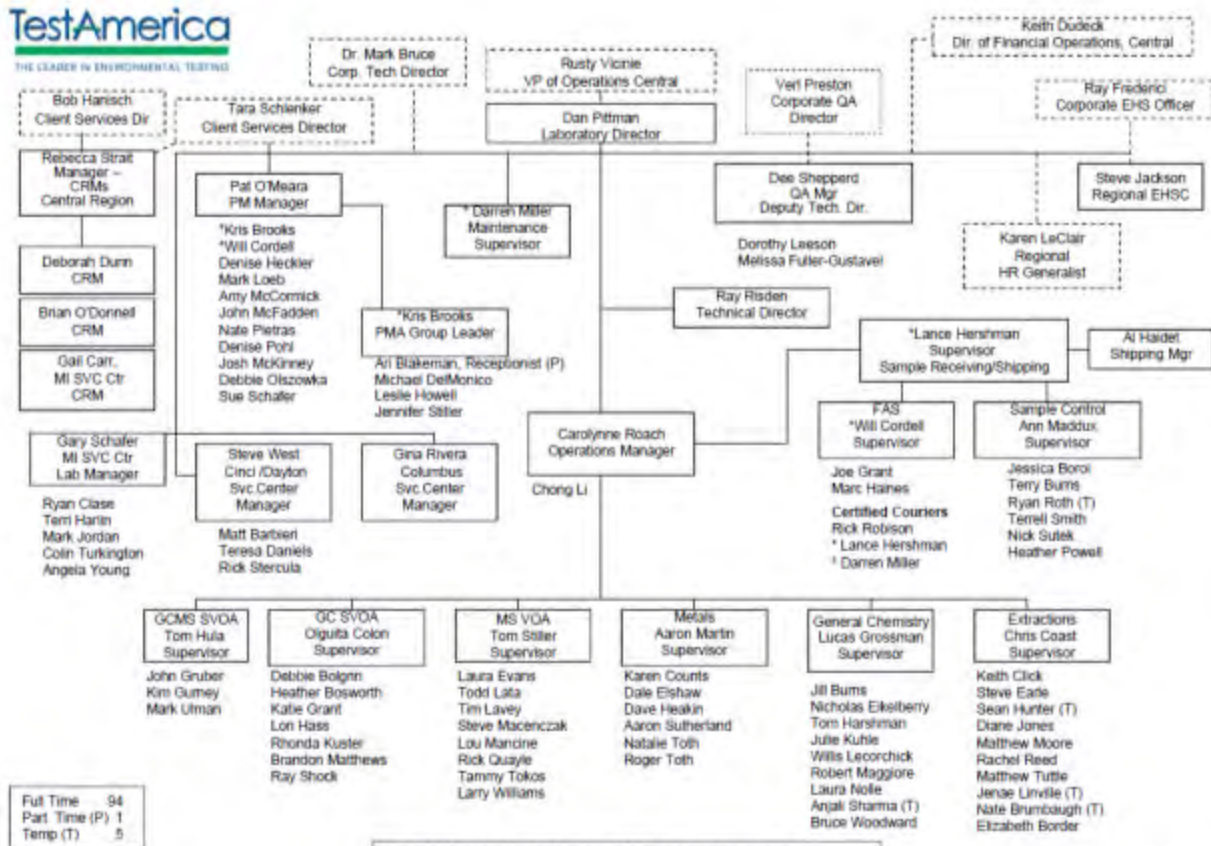 TestAmerica
THE LEADER IN ENVIRONMENTAL TESTING
Dr. Mark Bruce
Corp. Tech Director
Rusty Vicinie
VP of Operations Central
Keith Dudeck
Dir. of Financial Operations, Central
Verl Preston
Corporate QA
Director
Ray Frederici
Corporate EHS Officer
Bob Hanisch
Client Services Dir
Tara Schlenker
Client Services Director
Dan Pittman
Laboratory Director
Rebecca Strait
Manager –
CRMs
Central Region
Pat O'Meara
PM Manager
*Kris Brooks
*Will Cordell
Denise Heckler
Mark Loeb
Amy McCormick
John McFadden
Nate Pietras
Denise Pohl
Josh McKinney
Debbie Olszowka
Sue Schafer
* Darren Miller
Maintenance
Supervisor
Dee Shepperd
QA Mgr
Deputy Tech. Dir.
Dorothy Leeson
Melissa Fuller-Gustavel
Steve Jackson
Regional EHSC
Karen LeClair
Regional
HR Generalist
Deborah Dunn
CRM
Brian O'Donnell
CRM
Gail Carr,
MI SVC Ctr
CRM
*Kris Brooks
PMA Group Leader
Ari Blakeman, Receptionist (P)
Michael DelMonico
Leslie Howell
Jennifer Stiller
Ray Risden
Technical Director
*Lance Hershman
Supervisor
Sample Receiving/Shipping
Al Haidet
Shipping Mgr
FAS
*Will Cordell
Supervisor
Joe Grant
Marc Haines
Certified Couriers
Rick Robison
* Lance Hershman
* Darren Miller
Sample Control
Ann Maddux
Supervisor
Jessica Boroi
Terry Burns
Ryan Roth (T)
Terrell Smith
Nick Sutek
Heather Powell
Carolynne Roach
Operations Manager
Chong Li
Gary Schafer
MI SVC Ctr
Lab Manager
Ryan Clase
Terri Harlin
Mark Jordan
Colin Turkington
Angela Young
Steve West
Cinci /Dayton
Svc.Center
Manager
Matt Barbieri
Teresa Daniels
Rick Stercula
Gina Rivera
Columbus
Svc.Center
Manager
GCMS SVOA
Tom Hula
Supervisor
John Gruber
Kim Gurney
Mark Ulman
GC SVOA
Olguita Colon
Supervisor
Debbie Bolgrin
Heather Bosworth
Katie Grant
Lori Hass
Rhonda Kuster
Brandon Matthews
Ray Shock
MS VOA
Tom Stiller
Supervisor
Laura Evans
Todd Lata
Tim Lavey
Steve Macenczak
Lou Mancine
Rick Quayle
Tammy Tokos
Larry Williams
Metals
Aaron Martin
Supervisor
Karen Counts
Dale Elshaw
Dave Heakin
Aaron Sutherland
Natalie Toth
Roger Toth
General Chemistry
Lucas Grossman
Supervisor
Jill Burns
Nicholas Eikelberry
Tom Harshman
Julie Kuhle
Willis Lecorchick
Robert Maggiore
Laura Nolle
Anjali Sharma (T)
Bruce Woodward
Extractions
Chris Coast
Supervisor
Keith Click
Steve Earle
Sean Hunter (T)
Diane Jones
Matthew Moore
Rachel Reed
Matthew Tuttle
Jenae Linville (T)
Nate Brumbaugh (T)
Elizabeth Border
Full Time 94
Part Time (P) 1
Temp (T) 5